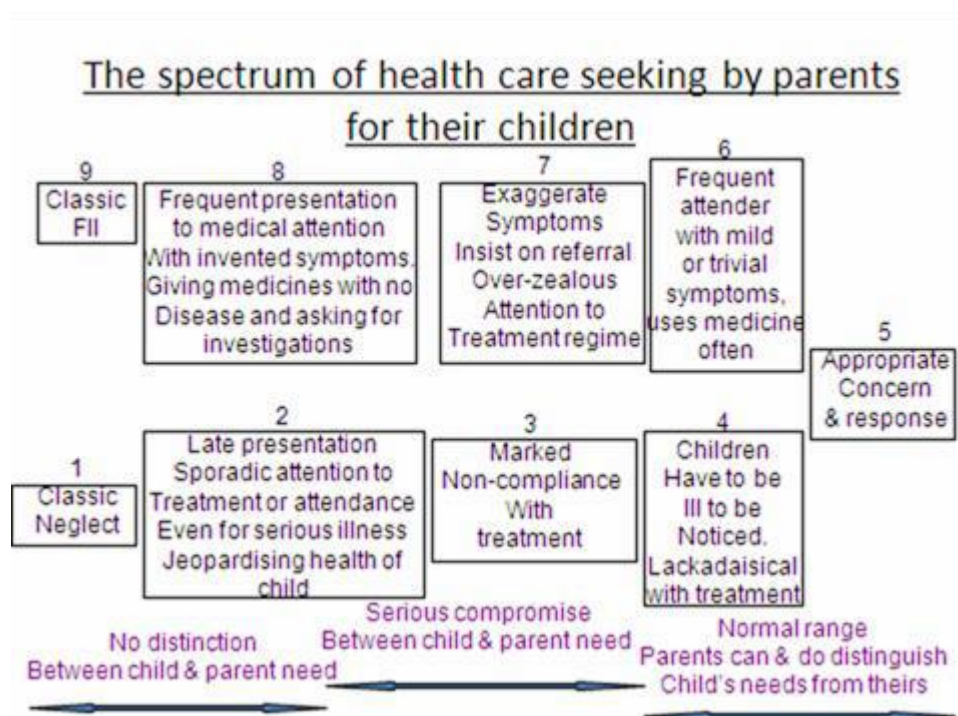 The spectrum of health care seeking by parents
for their children
9
Classic
FII
8
Frequent presentation
to medical attention
With invented symptoms.
Giving medicines with no
Disease and asking for
investigations
7
Exaggerate
Symptoms
Insist on referral
Over-zealous
Attention to
Treatment regime
6
Frequent
attender
with mild
or trivial
symptoms,
uses medicine
often
5
Appropriate
Concern
& response
1
Classic
Neglect
2
Late presentation
Sporadic attention to
Treatment or attendance
Even for serious illness
Jeopardising health of
child
3
Marked
Non-compliance
With
treatment
4
Children
Have to be
Ill to be
Noticed.
Lackadaisical
with treatment
No distinction
Between child & parent need
Serious compromise
Between child & parent need
Normal range
Parents can & do distinguish
Child's needs from theirs